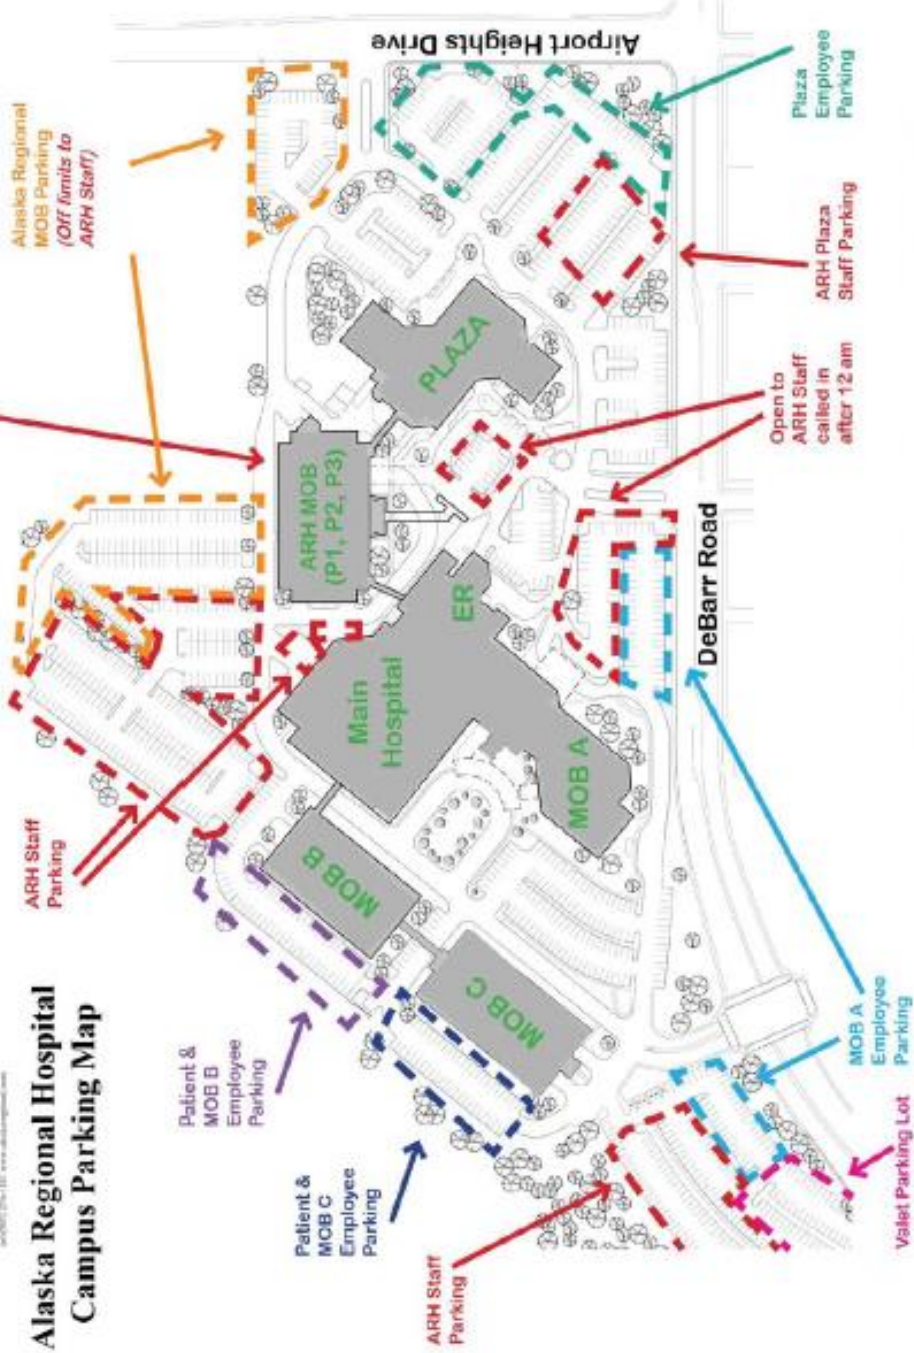 Alaska Regional Hospital
Campus Parking Map
ARH Staff
Parking
Alaska Regional
MOB Parking
(Off limits to
ARH Staff)
Patient &
MOB B
Employee
Parking
Patient &
MOB C
Employee
Parking
ARH Staff
Parking
MOB B
MOB C
Main
Hospital
MOB A
ER
ARH MOB
(P1, P2, P3)
PLAZA
Airport Heights Drive
DeBarr Road
Valet Parking Lot
MOB A
Employee
Parking
Open to
ARH Staff
called in
after 12 am
ARH Plaza
Staff Parking
Plaza
Employee
Parking